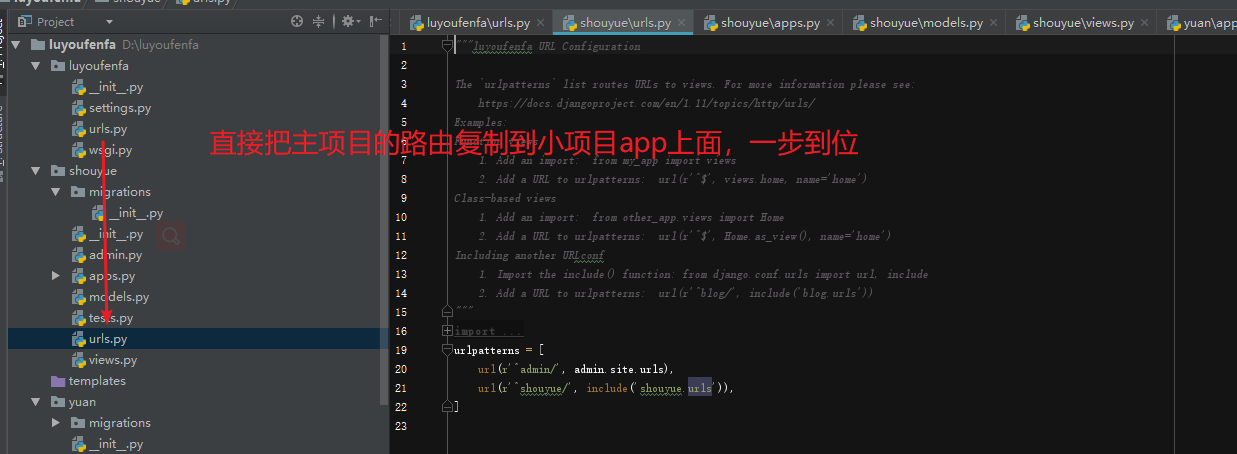 luyoufenfa
shouyue
urls.py
Project
luyoufenfa\urls.py
shouyue\urls.py
shouyue\apps.py
shouyue\models.py
shouyue\views.py
yuan\app
luyoufenfa D:\luyoufenfa
luyoufenfa
__init__.py
settings.py
urls.py
wsgi.py
shouyue
migrations
__init__.py
__init__.py
admin.py
apps.py
models.py
tests.py
urls.py
views.py
templates
yuan
migrations
__init__.py
直接把主项目的路由复制到小项目app上面，一步到位
1 """luyoufenfa URL Configuration
2
3 The `urlpatterns` list routes URLs to views. For more information please see:
4 https://docs.djangoproject.com/en/1.11/topics/http/urls/
5 Examples:
6
7 1. Add an import:  from my_app import views
8 2. Add a URL to urlpatterns:  url(r'^$', views.home, name='home')
9 Class-based views
10 1. Add an import:  from other_app.views import Home
11 2. Add a URL to urlpatterns:  url(r'^$', Home.as_view(), name='home')
12 Including another URLconf
13 1. Import the include() function: from django.conf.urls import url, include
14 2. Add a URL to urlpatterns:  url(r'^blog/', include('blog.urls'))
15 """
16 import ...
19 urlpatterns = [
20 url(r'^admin/', admin.site.urls),
21 url(r'^shouyue/', include('shouyue.urls')),
22 ]
23